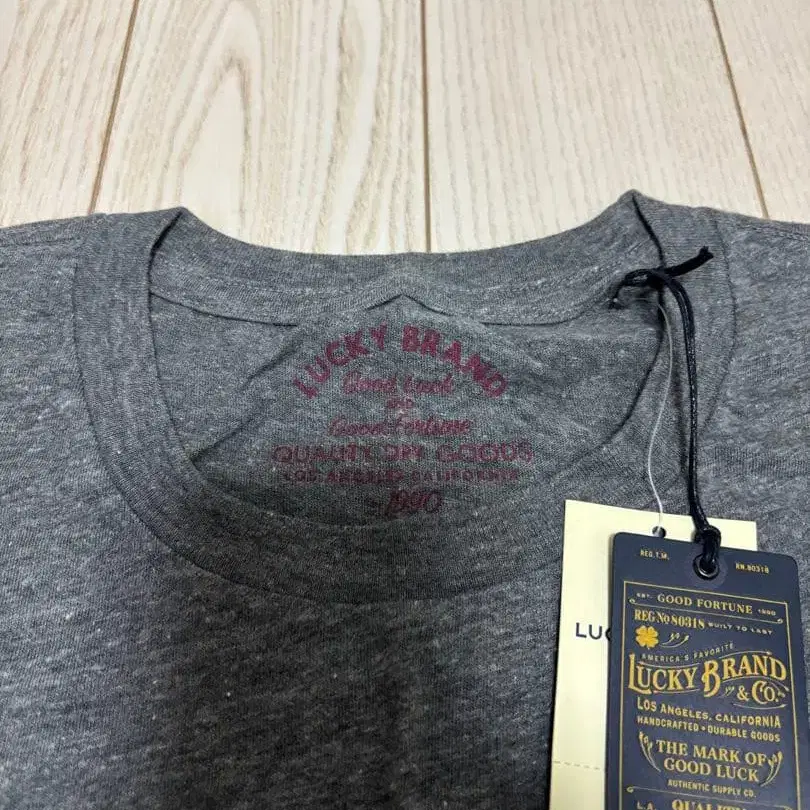 LUCKY BRAND
Good Luck
Good Fortune
QUALITY DRY GOODS
LOS ANGELES CALIFORNIA
1990
LUC
REG.T.M.
RN.80318
EST. GOOD FORTUNE 1990
REG No 80318 BUILT TO LAST
AMERICA'S FAVORITE
LUCKY BRAND
& CO.
LOS ANGELES, CALIFORNIA
HANDCRAFTED • DURABLE GOODS
THE MARK OF
GOOD LUCK
AUTHENTIC SUPPLY CO.
L.A.